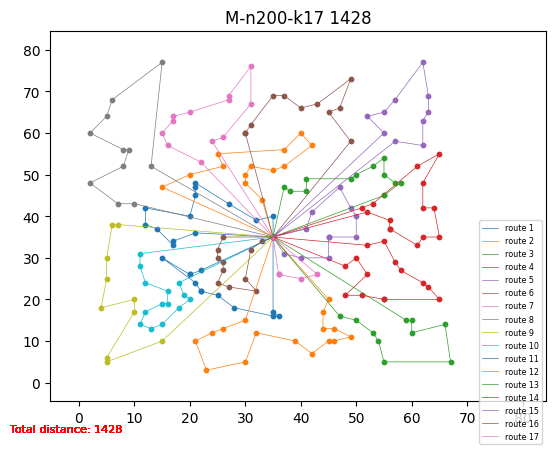 M-n200-k17 1428
80
70
60
50
40
30
20
10
0
0
10
20
30
40
50
60
70
80
route 1
route 2
route 3
route 4
route 5
route 6
route 7
route 8
route 9
route 10
route 11
route 12
route 13
route 14
route 15
route 16
route 17
Total distance: 1428